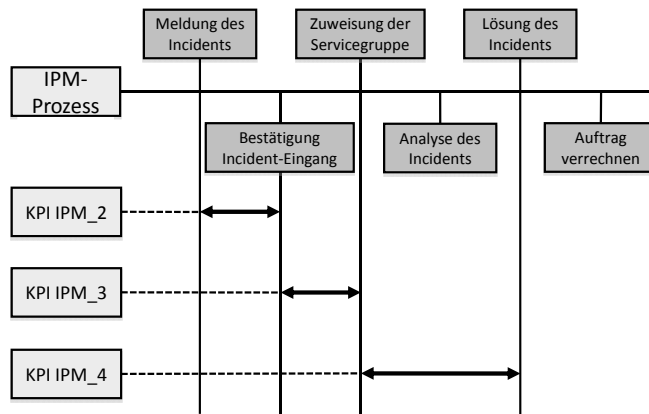 Meldung des
Incidents
Zuweisung der
Servicegruppe
Lösung des
Incidents
IPM-
Prozess
Bestätigung
Incident-Eingang
Analyse des
Incidents
Auftrag
verrechnen
KPI IPM_2
KPI IPM_3
KPI IPM_4